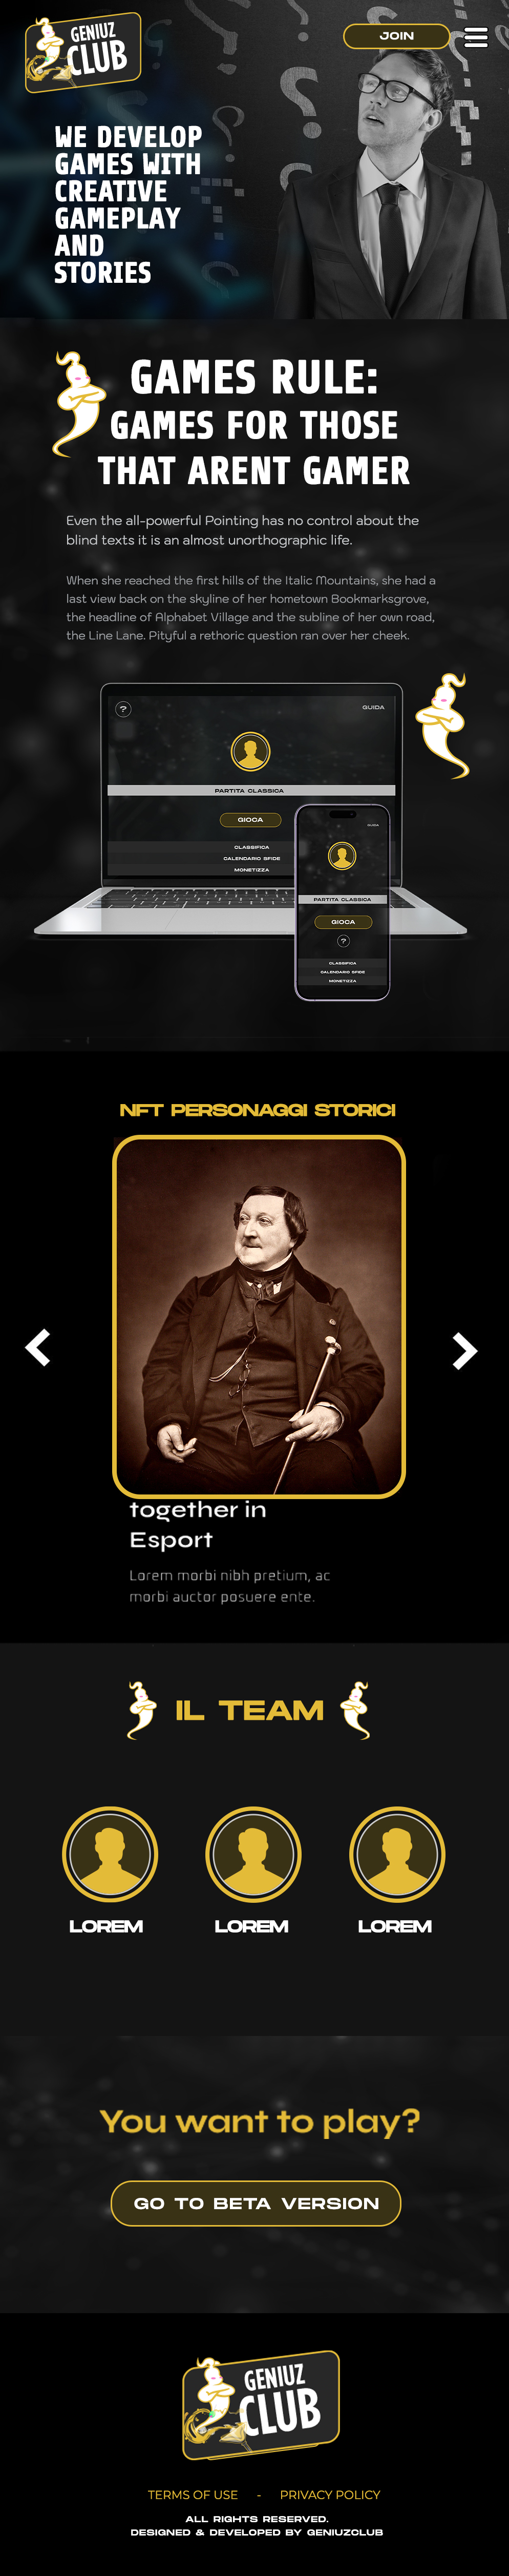 GENIUZ
CLUB
JOIN
WE DEVELOP
GAMES WITH
CREATIVE
GAMEPLAY
AND
STORIES
GAMES RULE:
GAMES FOR THOSE
THAT ARENT GAMER
Even the all-powerful Pointing has no control about the
blind texts it is an almost unorthographic life.
When she reached the first hills of the Italic Mountains, she had a
last view back on the skyline of her hometown Bookmarksgrove,
the headline of Alphabet Village and the subline of her own road,
the Line Lane. Pityful a rethoric question ran over her cheek.
?
GUIDA
PARTITA CLASSICA
GIOCA
CLASSIFICA
CALENDARIO SFIDE
MONETIZZA
GUIDA
PARTITA CLASSICA
GIOCA
?
CLASSIFICA
CALENDARIO SFIDE
MONETIZZA
NFT PERSONAGGI STORICI
together in
Esport
Lorem morbi nibh pretium, ac
morbi auctor posuere ente.
IL TEAM
LOREM LOREM LOREM
You want to play?
GO TO BETA VERSION
GENIUZ
CLUB
TERMS OF USE - PRIVACY POLICY
ALL RIGHTS RESERVED.
DESIGNED & DEVELOPED BY GENIUZCLUB